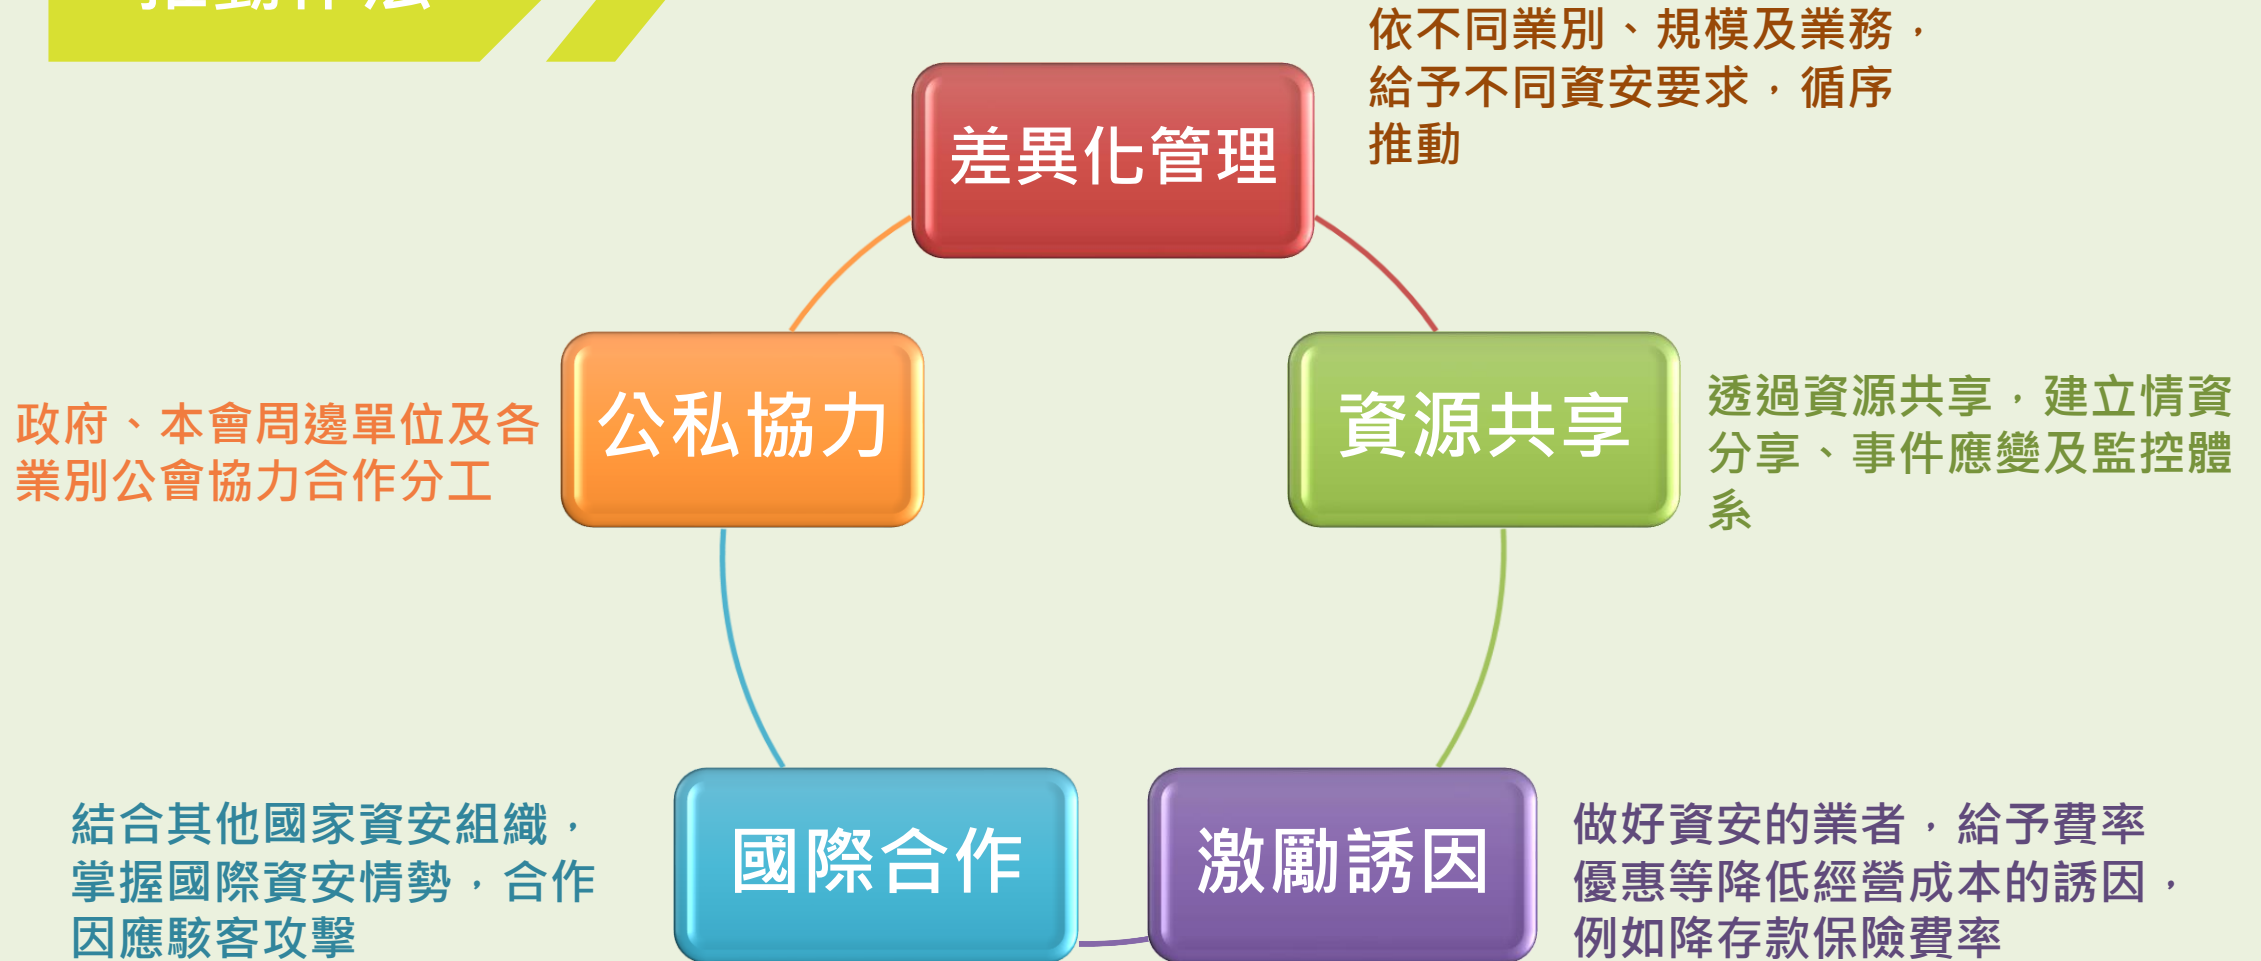 推動作法
依不同業別、規模及業務，
給予不同資安要求，循序
推動
差異化管理
公私協力
資源共享
政府、本會周邊單位及各
業別公會協力合作分工
透過資源共享，建立情資
分享、事件應變及監控體
系
國際合作
激勵誘因
結合其他國家資安組織，
掌握國際資安情勢，合作
因應駭客攻擊
做好資安的業者，給予費率
優惠等降低經營成本的誘因，
例如降存款保險費率